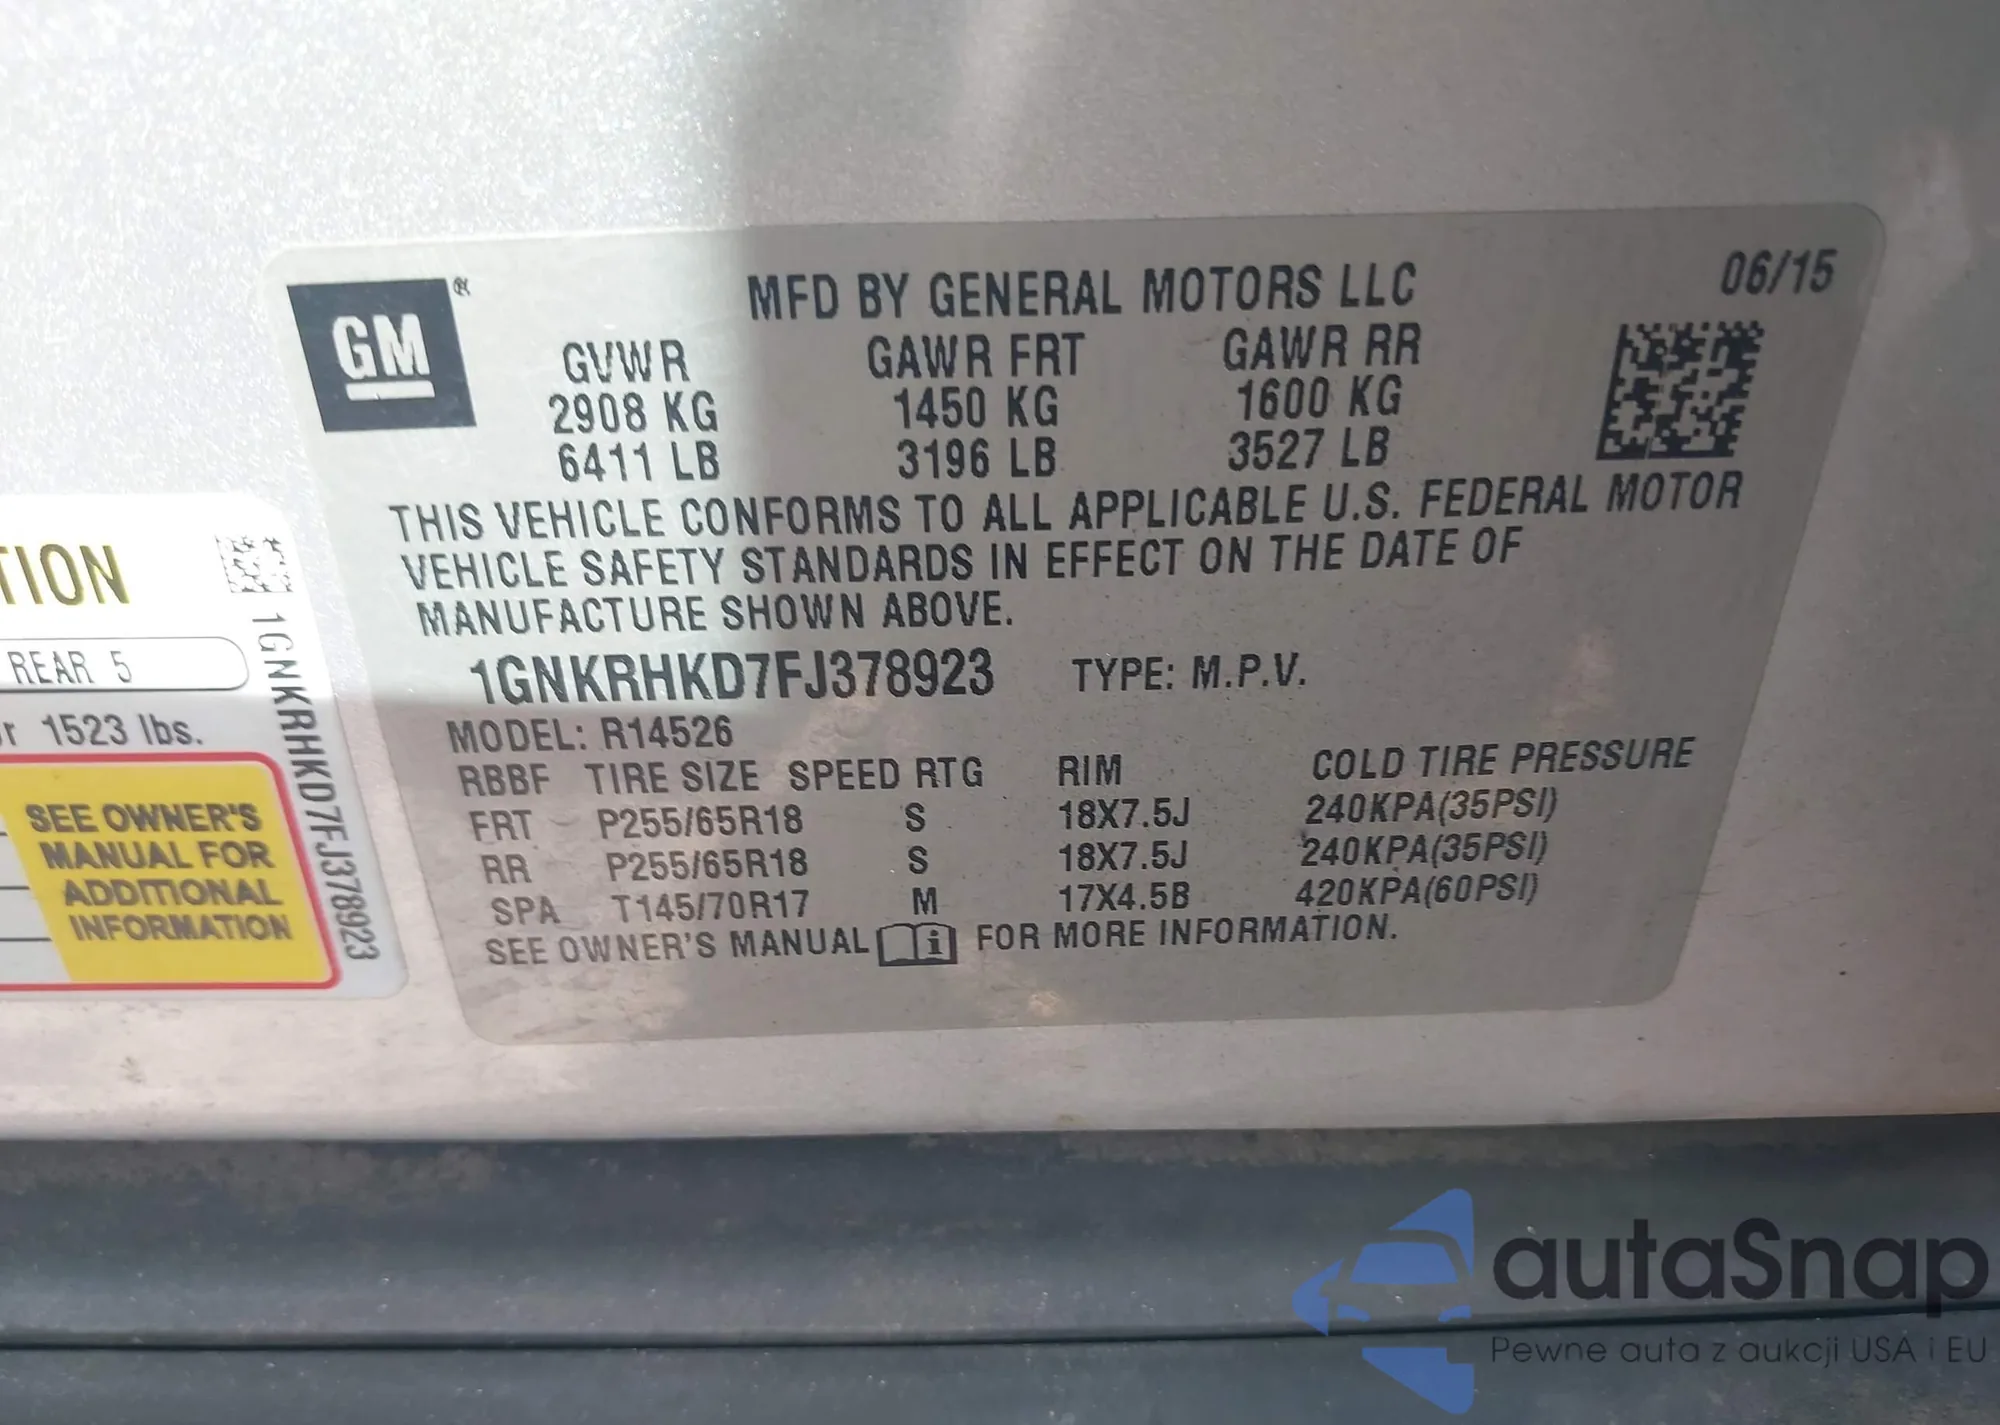 GM®
MFD BY GENERAL MOTORS LLC
06/15
GVWR GAWR FRT GAWR RR
2908 KG 1450 KG 1600 KG
6411 LB 3196 LB 3527 LB
THIS VEHICLE CONFORMS TO ALL APPLICABLE U.S. FEDERAL MOTOR
VEHICLE SAFETY STANDARDS IN EFFECT ON THE DATE OF
MANUFACTURE SHOWN ABOVE.
1GNKRHKD7FJ378923 TYPE: M.P.V.
MODEL: R14526
RBBF TIRE SIZE SPEED RTG RIM COLD TIRE PRESSURE
FRT P255/65R18 S 18X7.5J 240KPA(35PSI)
RR P255/65R18 S 18X7.5J 240KPA(35PSI)
SPA T145/70R17 M 17X4.5B 420KPA(60PSI)
SEE OWNER'S MANUAL i FOR MORE INFORMATION.
TION
REAR 5
r 1523 lbs.
SEE OWNER'S
MANUAL FOR
ADDITIONAL
INFORMATION
1GNKRHKD7FJ378923
autaSnap
Pewne auta z aukcji USA i EU